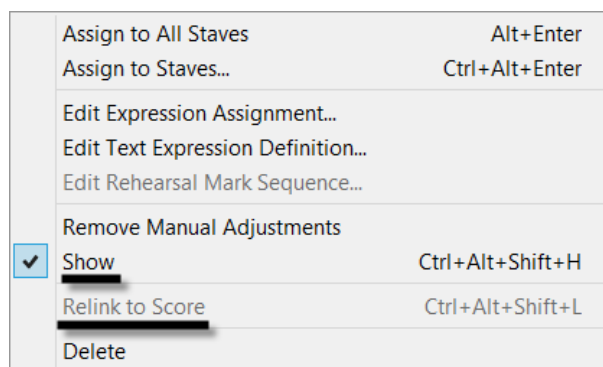 Assign to All Staves Alt+Enter
Assign to Staves... Ctrl+Alt+Enter
Edit Expression Assignment...
Edit Text Expression Definition...
Edit Rehearsal Mark Sequence...
Remove Manual Adjustments
Show Ctrl+Alt+Shift+H
Relink to Score Ctrl+Alt+Shift+L
Delete